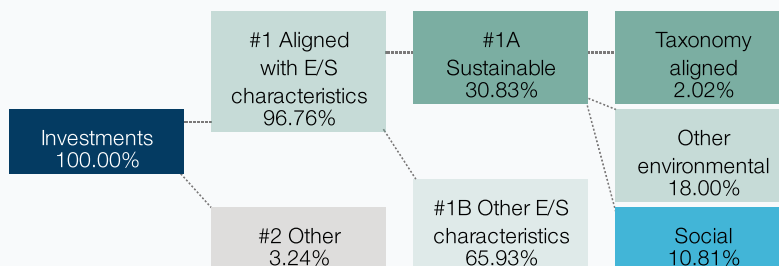 Investments
100.00%
#1 Aligned
with E/S
characteristics
96.76%
#2 Other
3.24%
#1A
Sustainable
30.83%
#1B Other E/S
characteristics
65.93%
Taxonomy
aligned
2.02%
Other
environmental
18.00%
Social
10.81%